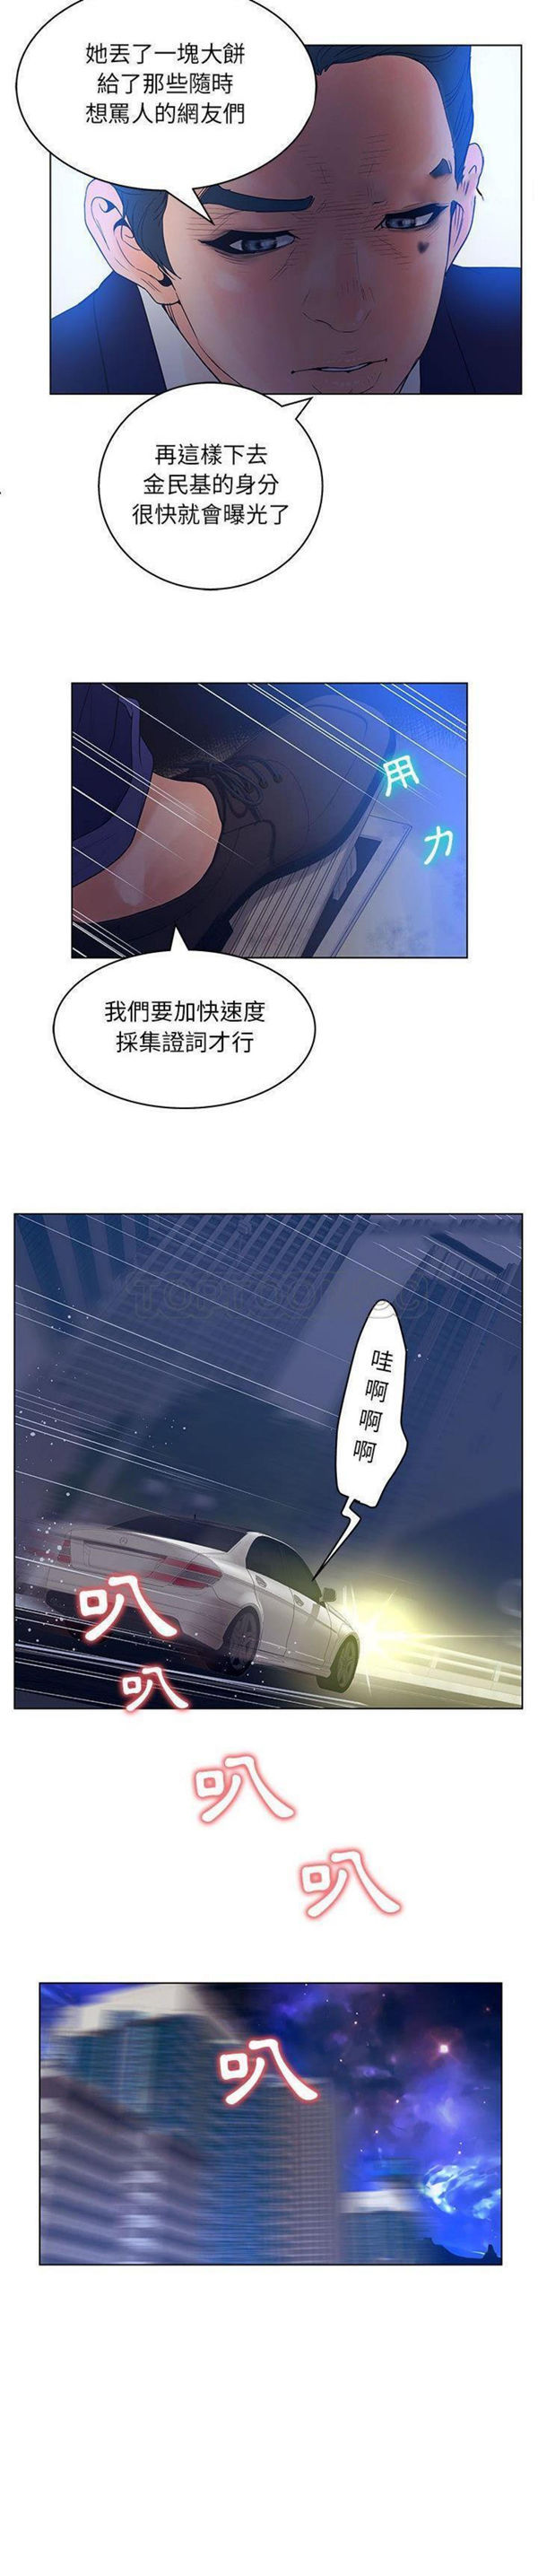 她丟了一塊大餅
給了那些隨時
想罵人的網友們
再這樣下去
金民基的身分
很快就會曝光了
用
力
我們要加快速度
採集證詞才行
哇
啊
啊
啊
叭
叭
叭
叭
叭